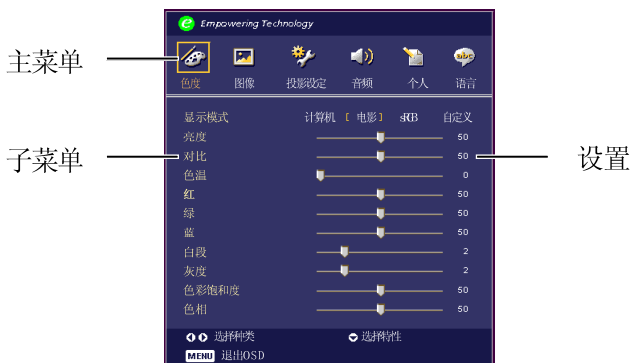 Empowering Technology
主菜单
色度 图像 投影设定 音频 个人 语言
abc
显示模式 计算机 [ 电影 ] sRGB 自定义
亮度 50
子菜单 对比 50 设置
色温 0
红 50
绿 50
蓝 50
白段 2
灰度 2
色彩饱和度 50
色相 50
选择种类 选择特性
MENU 退出OSD